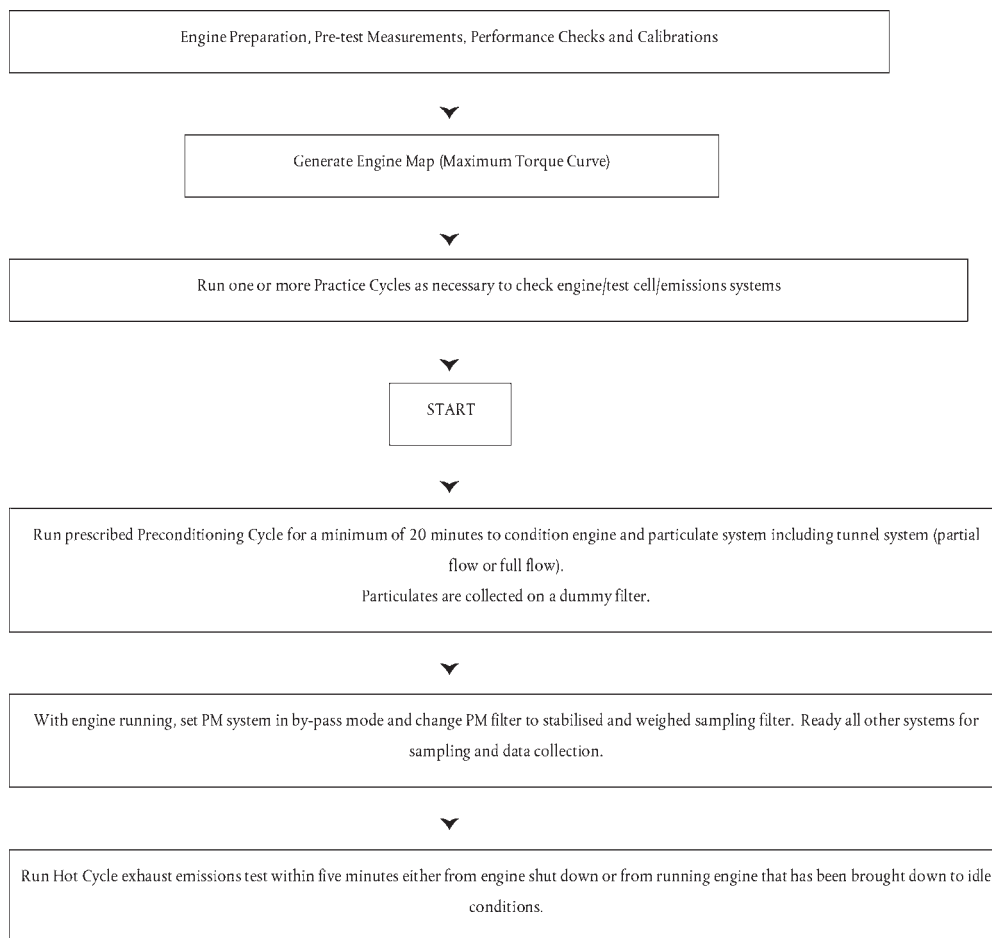 Engine Preparation, Pre-test Measurements, Performance Checks and Calibrations
Generate Engine Map (Maximum Torque Curve)
Run one or more Practice Cycles as necessary to check engine/test cell/emissions systems
START
Run prescribed Preconditioning Cycle for a minimum of 20 minutes to condition engine and particulate system including tunnel system (partial
flow or full flow).
Particulates are collected on a dummy filter.
With engine running, set PM system in by-pass mode and change PM filter to stabilised and weighed sampling filter. Ready all other systems for
sampling and data collection.
Run Hot Cycle exhaust emissions test within five minutes either from engine shut down or from running engine that has been brought down to idle
conditions.